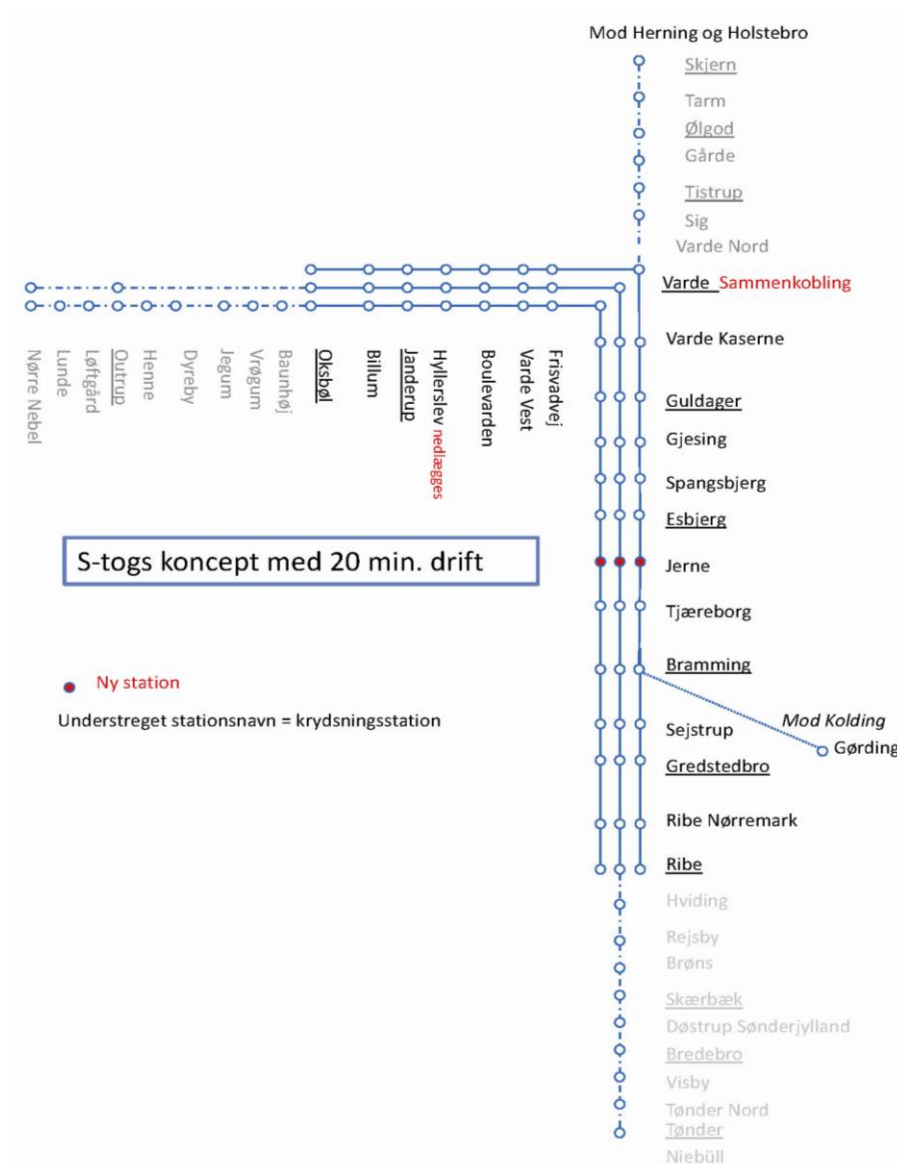 Mod Herning og Holstebro
Skjern
Tarm
Ølgod
Gårde
Tistrup
Sig
Varde Nord
Varde Sammenkobling
Varde Kaserne
Guldager
Gjesing
Spangsbjerg
Esbjerg
Jerne
Tjæreborg
Bramming
Mod Kolding
Gørding
Sejstrup
Gredstedbro
Ribe Nørremark
Ribe
Hviding
Rejsby
Brøns
Skærbæk
Døstrup Sønderjylland
Bredebro
Visby
Tønder Nord
Tønder
Niebüll
Nørre Nebel
Lunde
Løftgård
Outrup
Henne
Dyreby
Jegum
Vrøgum
Baunhøj
Oksbøl
Billum
Janderup
Hyllerslev nedlægges
Boulevarden
Varde Vest
Frisvadvej
S-togs koncept med 20 min. drift
Ny station
Understreget stationsnavn = krydsningsstation